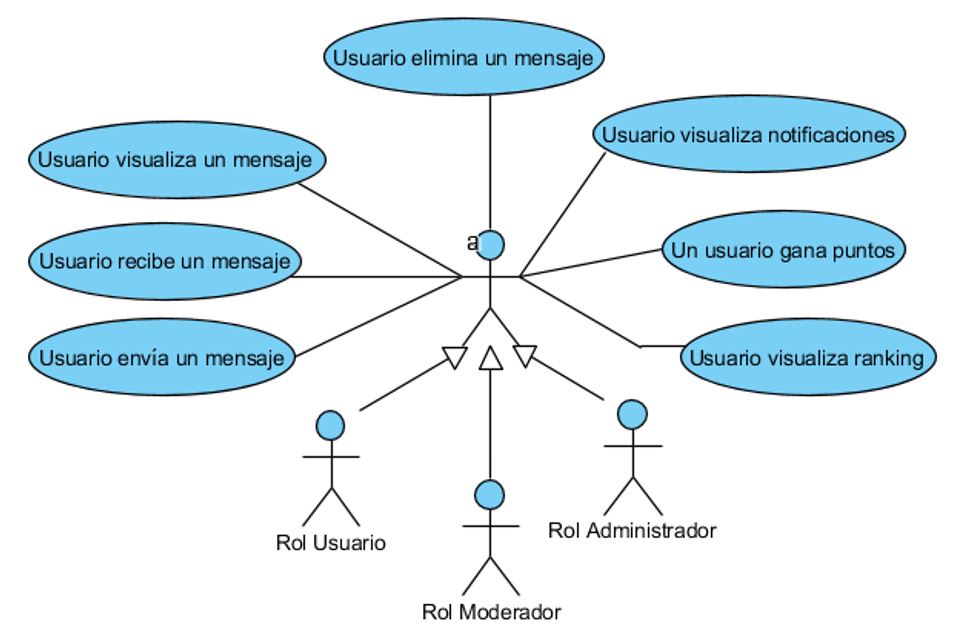 Usuario elimina un mensaje
Usuario visualiza notificaciones
Usuario visualiza un mensaje
a
Un usuario gana puntos
Usuario recibe un mensaje
Usuario envía un mensaje
Usuario visualiza ranking
Rol Usuario
Rol Administrador
Rol Moderador